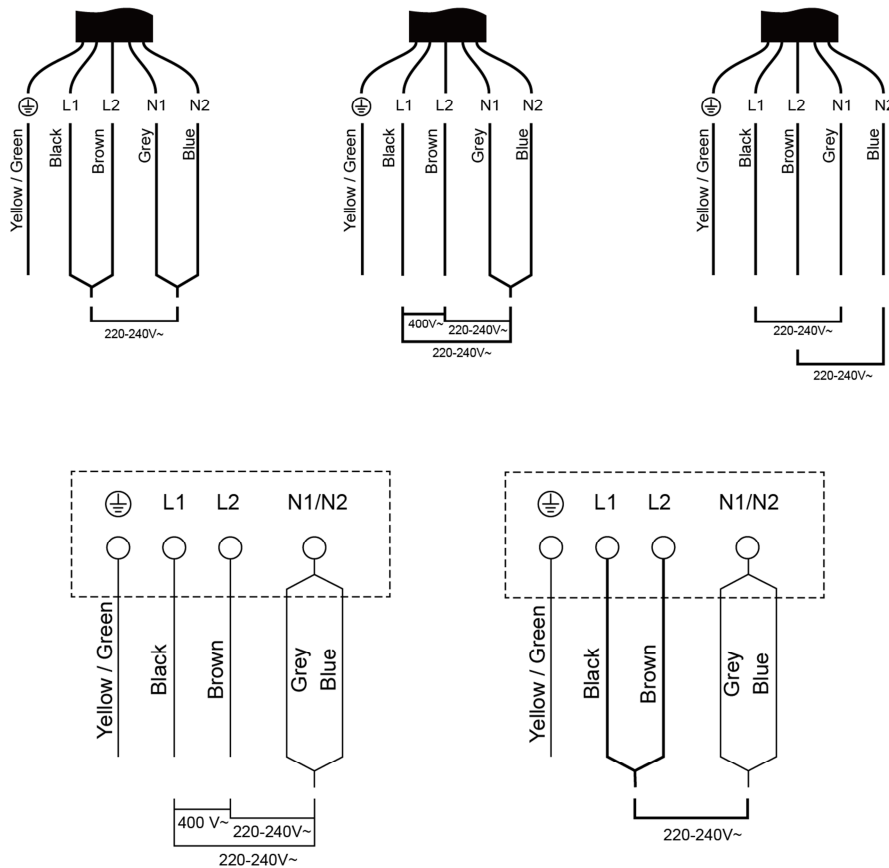 L1 L2 N1 N2
Yellow / Green
Black
Brown
Grey
Blue
220-240V~
L1 L2 N1 N2
Yellow / Green
Black
Brown
Grey
Blue
400V~
220-240V~
220-240V~
L1 L2 N1 N2
Yellow / Green
Black
Brown
Grey
Blue
220-240V~
220-240V~
L1 L2 N1/N2
Yellow / Green
Black
Brown
Grey
Blue
400 V~
220-240V~
220-240V~
L1 L2 N1/N2
Yellow / Green
Black
Brown
Grey
Blue
220-240V~